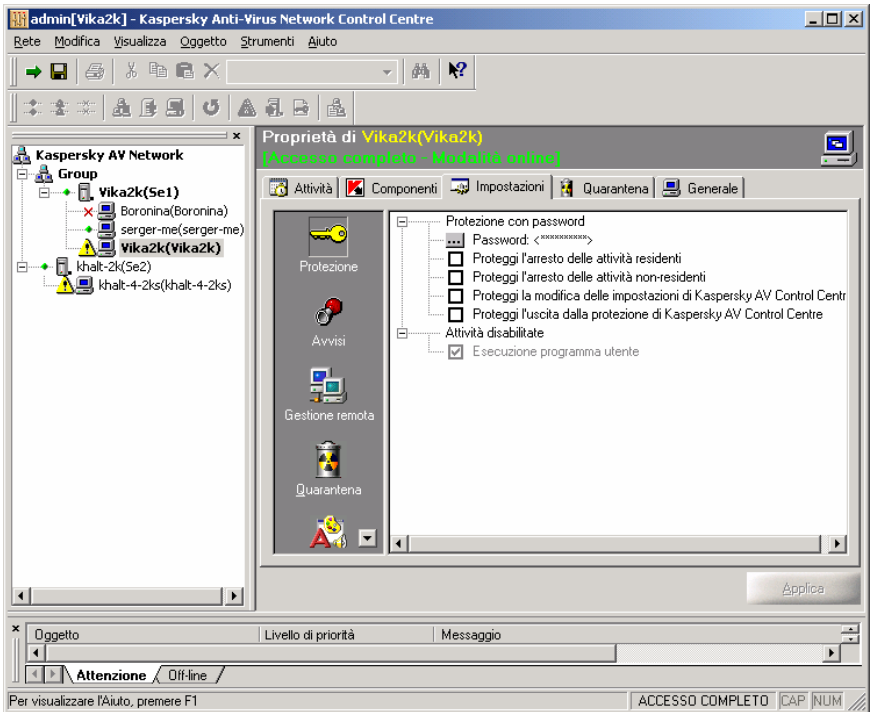 admin[Vika2k] - Kaspersky Anti-Virus Network Control Centre
Rete Modifica Visualizza Oggetto Strumenti Aiuto
Kaspersky AV Network
Group
Vika2k(Se1)
Boronina(Boronina)
serger-me(serger-me)
Vika2k(Vika2k)
khalt-2k(Se2)
khalt-4-2ks(khalt-4-2ks)
Proprietà di Vika2k(Vika2k)
[Accesso completo - Modalità online]
Attività Componenti Impostazioni Quarantena Generale
Protezione
Avvisi
Gestione remota
Quarantena
Protezione con password
... Password: <**********>
Proteggi l'arresto delle attività residenti
Proteggi l'arresto delle attività non-residenti
Proteggi la modifica delle impostazioni di Kaspersky AV Control Centr
Proteggi l'uscita dalla protezione di Kaspersky AV Control Centre
Attività disabilitate
Esecuzione programma utente
Applica
Oggetto Livello di priorità Messaggio
Attenzione Off-line
Per visualizzare l'Aiuto, premere F1
ACCESSO COMPLETO CAP NUM